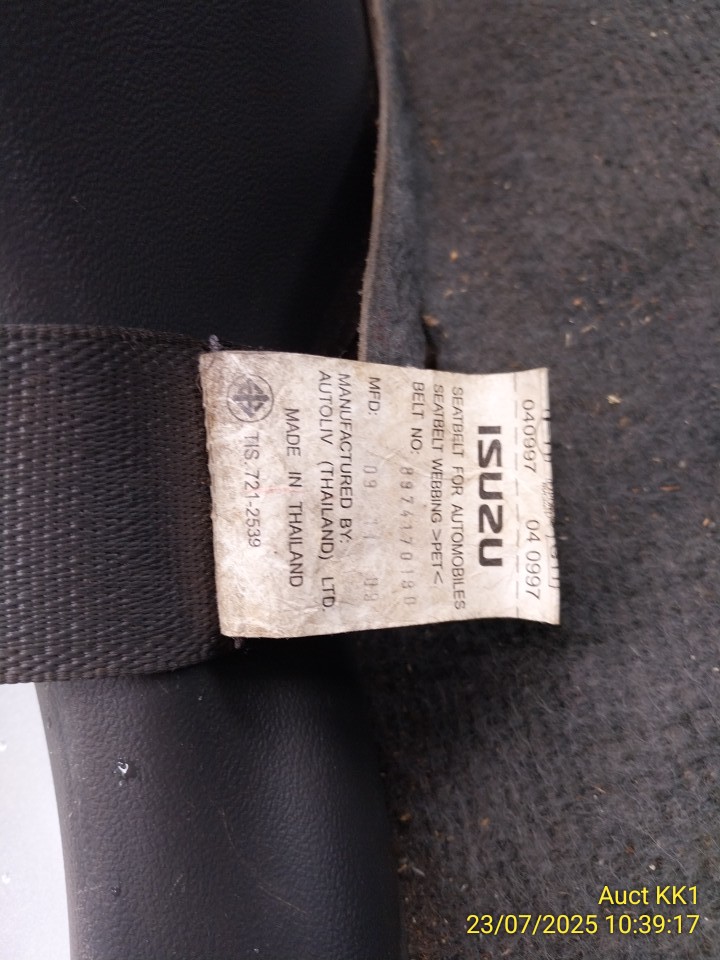 040997 04 0997
ISUZU
SEATBELT FOR AUTOMOBILES
SEATBELT WEBBING >PET<
BELT NO: 8974170180
MFD: 09
MANUFACTURED BY:
AUTOLIV (THAILAND) LTD.
MADE IN THAILAND
TIS. 721-2539
Auct KK1
23/07/2025 10:39:17